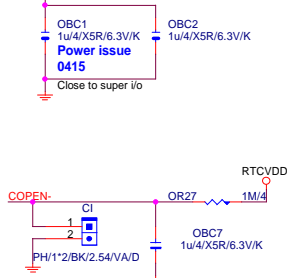 OBC1
1u/4/X5R/6.3V/K
OBC2
1u/4/X5R/6.3V/K
Power issue
0415
Close to super i/o
RTCVDD
COPEN-
OR27
1M/4
CI
1
2
OBC7
1u/4/X5R/6.3V/K
PH/1*2/BK/2.54/VA/D